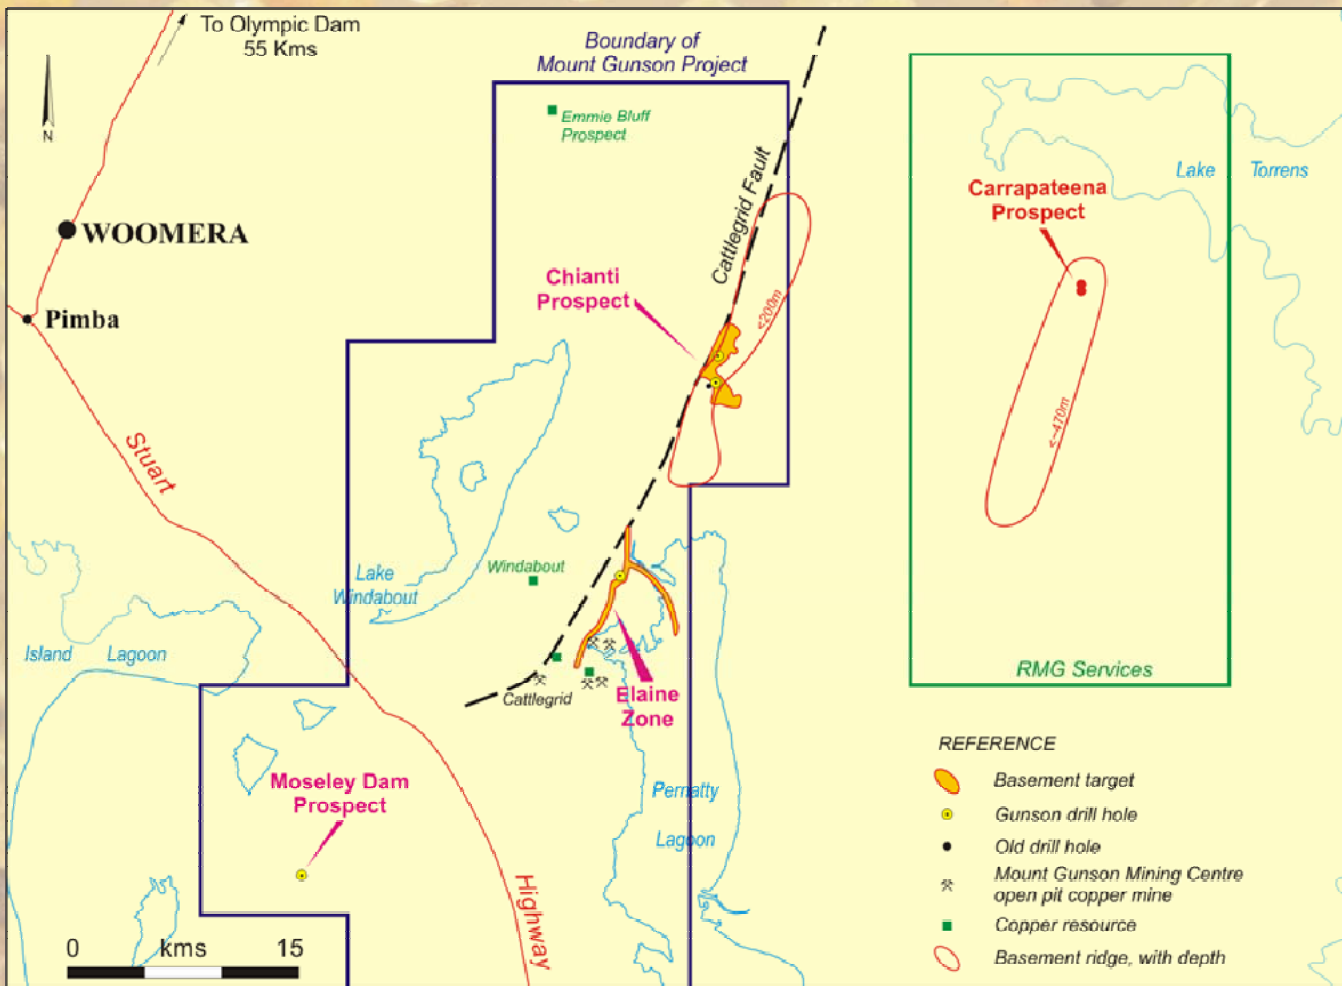 To Olympic Dam
55 Kms
N
Boundary of
Mount Gunson Project
Emmie Bluff
Prospect
Cattlegrid Fault
Lake Torrens
Carrapateena
Prospect
WOOMERA
Chianti
Prospect
<200m
Pimba
<~470m
Stuart
Windabout
Lake
Windabout
Island Lagoon
RMG Services
Cattlegrid
Elaine
Zone
Moseley Dam
Prospect
Pernatty
Lagoon
Highway
0 kms 15
REFERENCE
Basement target
Gunson drill hole
Old drill hole
Mount Gunson Mining Centre
open pit copper mine
Copper resource
Basement ridge, with depth